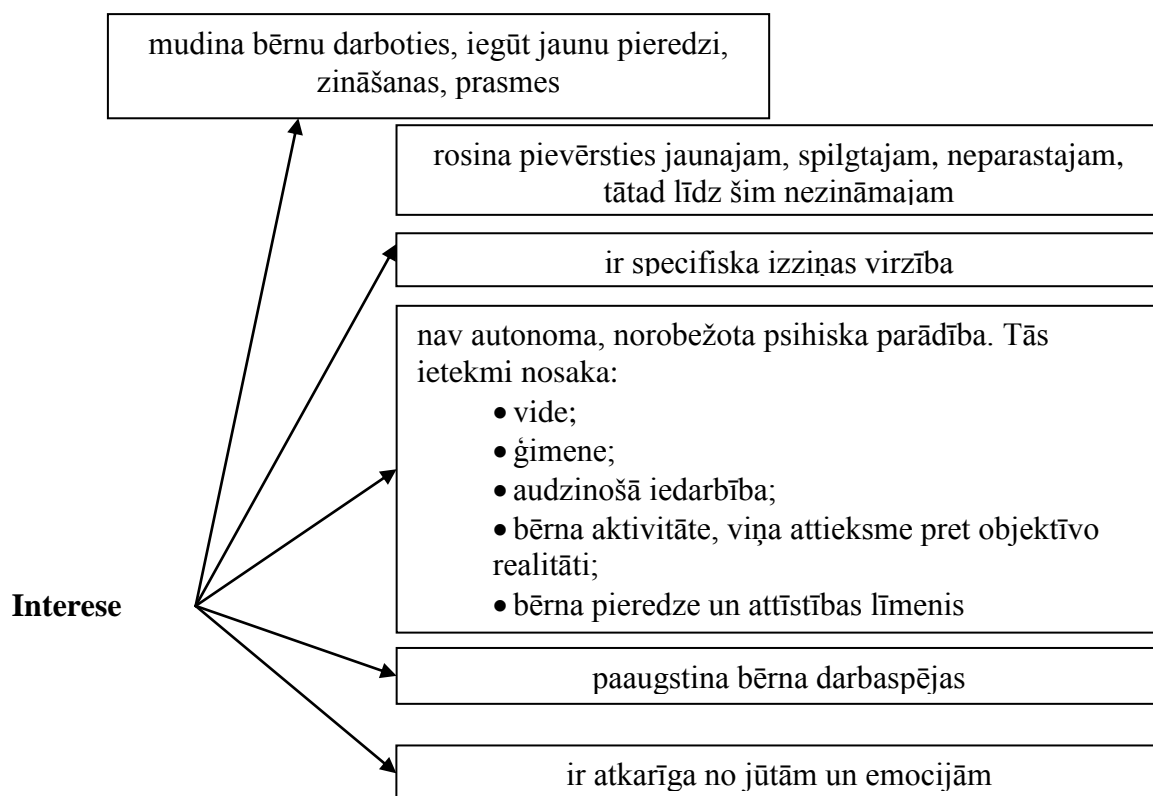 mudina bērnu darboties, iegūt jaunu pieredzi,
zināšanas, prasmes
rosina pievērsties jaunajam, spilgtajam, neparastajam,
tātad līdz šim nezināmajam
ir specifiska izziņas virzība
nav autonoma, norobežota psihiska parādība. Tās
ietekmi nosaka:
• vide;
• ģimene;
• audzinošā iedarbība;
• bērna aktivitāte, viņa attieksme pret objektīvo
realitāti;
• bērna pieredze un attīstības līmenis
Interese
paaugstina bērna darbaspējas
ir atkarīga no jūtām un emocijām